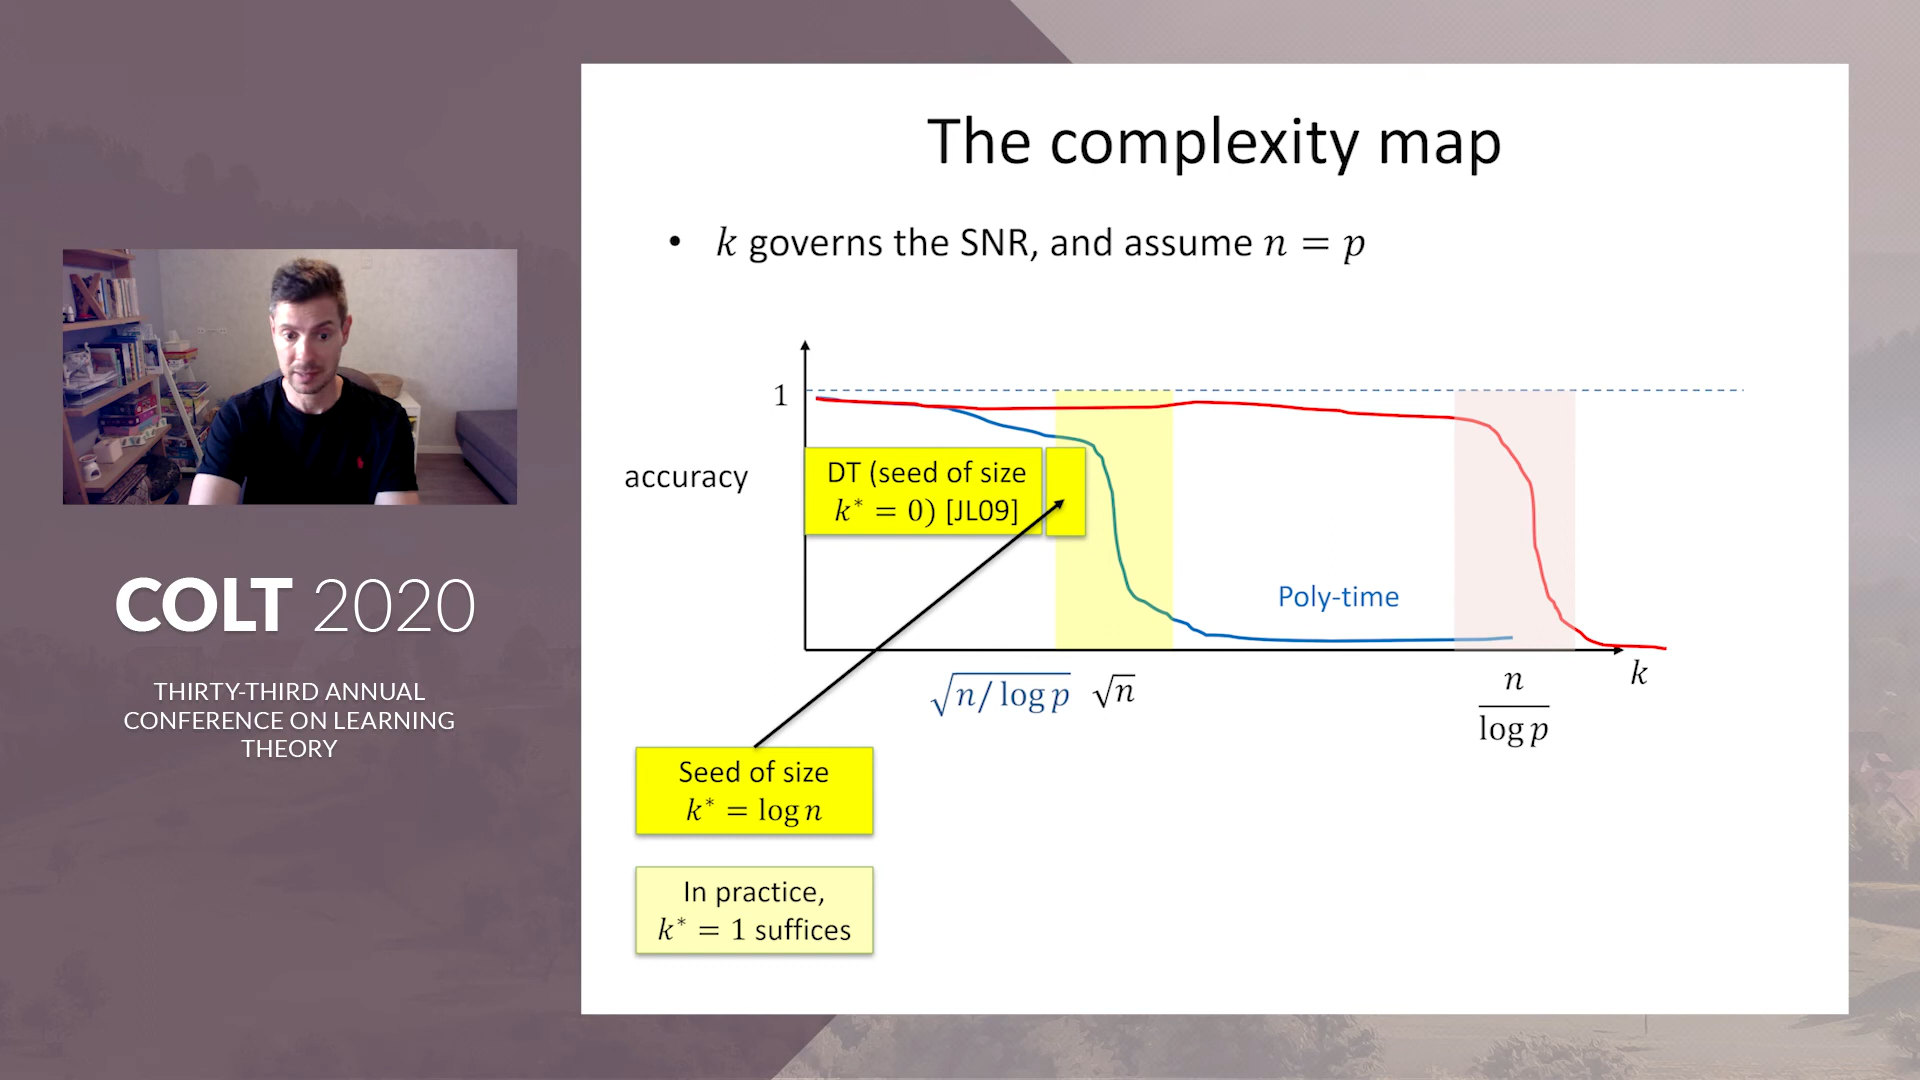 The complexity map
• k governs the SNR, and assume n = p
1
accuracy
DT (seed of size
k* = 0) [JL09]
Poly-time
√n/ log p
√n
n
log p
k
Seed of size
k* = log n
In practice,
k* = 1 suffices
COLT 2020
THIRTY-THIRD ANNUAL
CONFERENCE ON LEARNING
THEORY